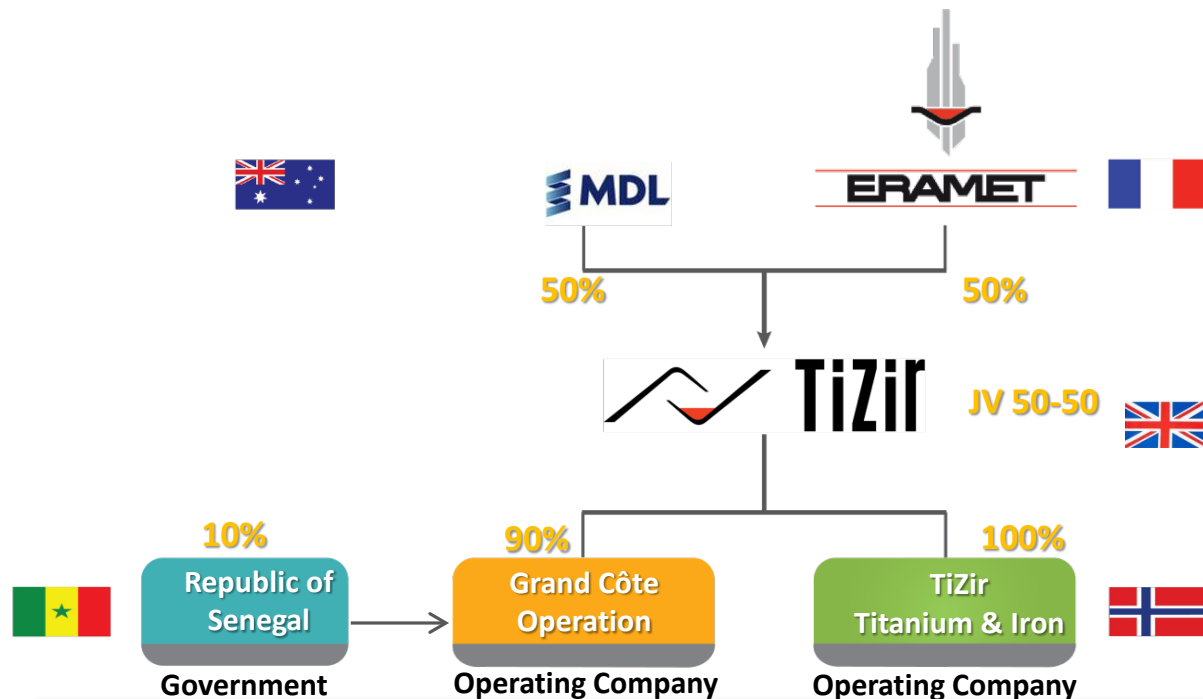 MDL
ERAMET
50%
50%
TiZir
JV 50-50
10%
90%
100%
Republic of
Senegal
Grand Côte
Operation
TiZir
Titanium & Iron
Government
Operating Company
Operating Company